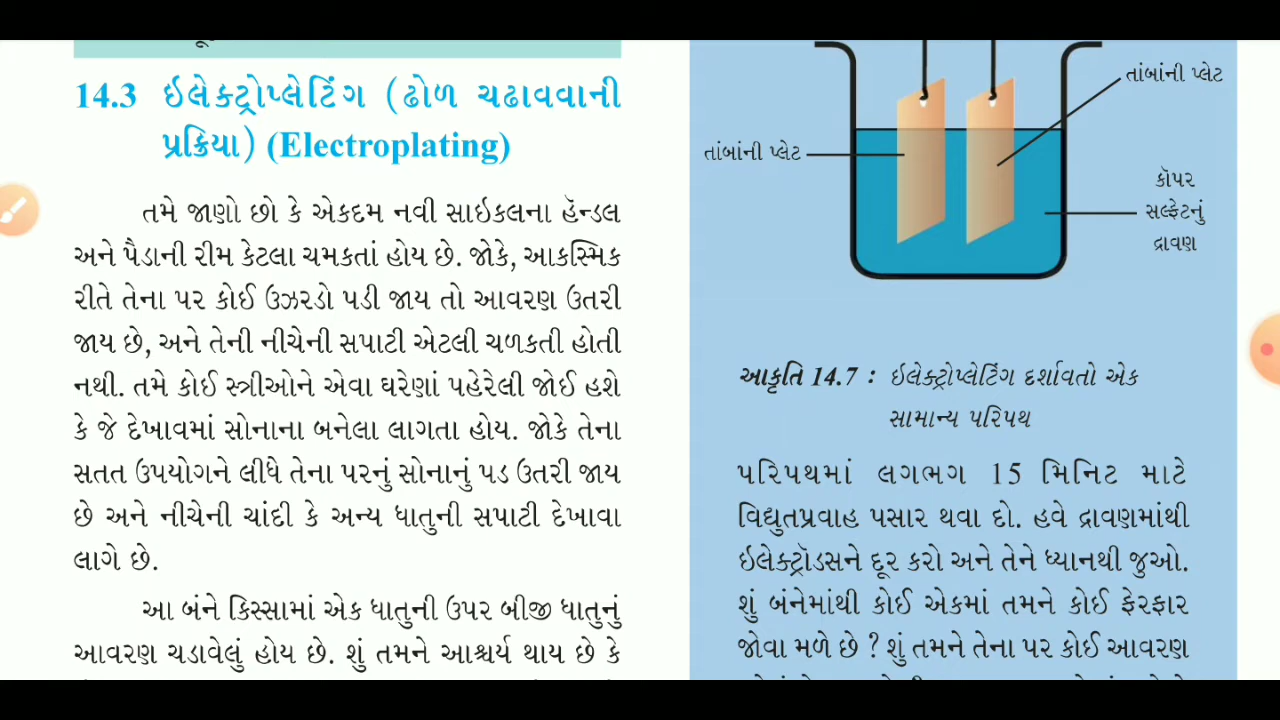 14.3 ઇલેક્ટ્રોપ્લેટિંગ (ઢોળ ચઢાવવાની
પ્રક્રિયા) (Electroplating)
તમે જાણો છો કે એકદમ નવી સાઇકલના હૅન્ડલ
અને પૈડાની રીમ કેટલા ચમકતાં હોય છે. જોકે, આકસ્મિક
રીતે તેના પર કોઈ ઉઝરડો પડી જાય તો આવરણ ઉતરી
જાય છે, અને તેની નીચેની સપાટી એટલી ચળકતી હોતી
નથી. તમે કોઈ સ્ત્રીઓને એવા ઘરેણાં પહેરેલી જોઈ હશે
કે જે દેખાવમાં સોનાના બનેલા લાગતા હોય. જોકે તેના
સતત ઉપયોગને લીધે તેના પરનું સોનાનું પડ ઉતરી જાય
છે અને નીચેની ચાંદી કે અન્ય ધાતુની સપાટી દેખાવા
લાગે છે.
આ બંને કિસ્સામાં એક ધાતુની ઉપર બીજી ધાતુનું
આવરણ ચડાવેલું હોય છે. શું તમને આશ્ચર્ય થાય છે કે
તાંબાંની પ્લેટ
તાંબાંની પ્લેટ
કૉપર
સલ્ફેટનું
દ્રાવણ
આકૃતિ 14.7 : ઇલેક્ટ્રોપ્લેટિંગ દર્શાવતો એક
સામાન્ય પરિપથ
પરિપથમાં લગભગ 15 મિનિટ માટે
વિદ્યુતપ્રવાહ પસાર થવા દો. હવે દ્રાવણમાંથી
ઇલેક્ટ્રૉડસને દૂર કરો અને તેને ધ્યાનથી જુઓ.
શું બંનેમાંથી કોઈ એકમાં તમને કોઈ ફેરફાર
જોવા મળે છે ? શું તમને તેના પર કોઈ આવરણ